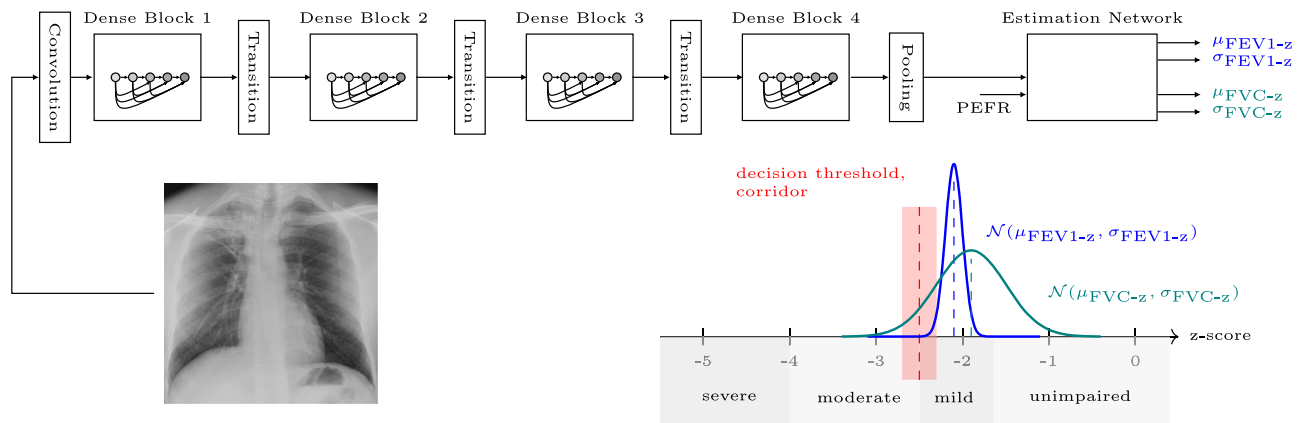 Dense Block 1
Dense Block 2
Dense Block 3
Dense Block 4
Estimation Network
Convolution
Transition
Transition
Transition
Pooling
PEFR
μFEV1-z
σFEV1-z
μFVC-z
σFVC-z
decision threshold,
corridor
𝒩(μFEV1-z, σFEV1-z)
𝒩(μFVC-z, σFVC-z)
z-score
-5 -4 -3 -2 -1 0
severe moderate mild unimpaired